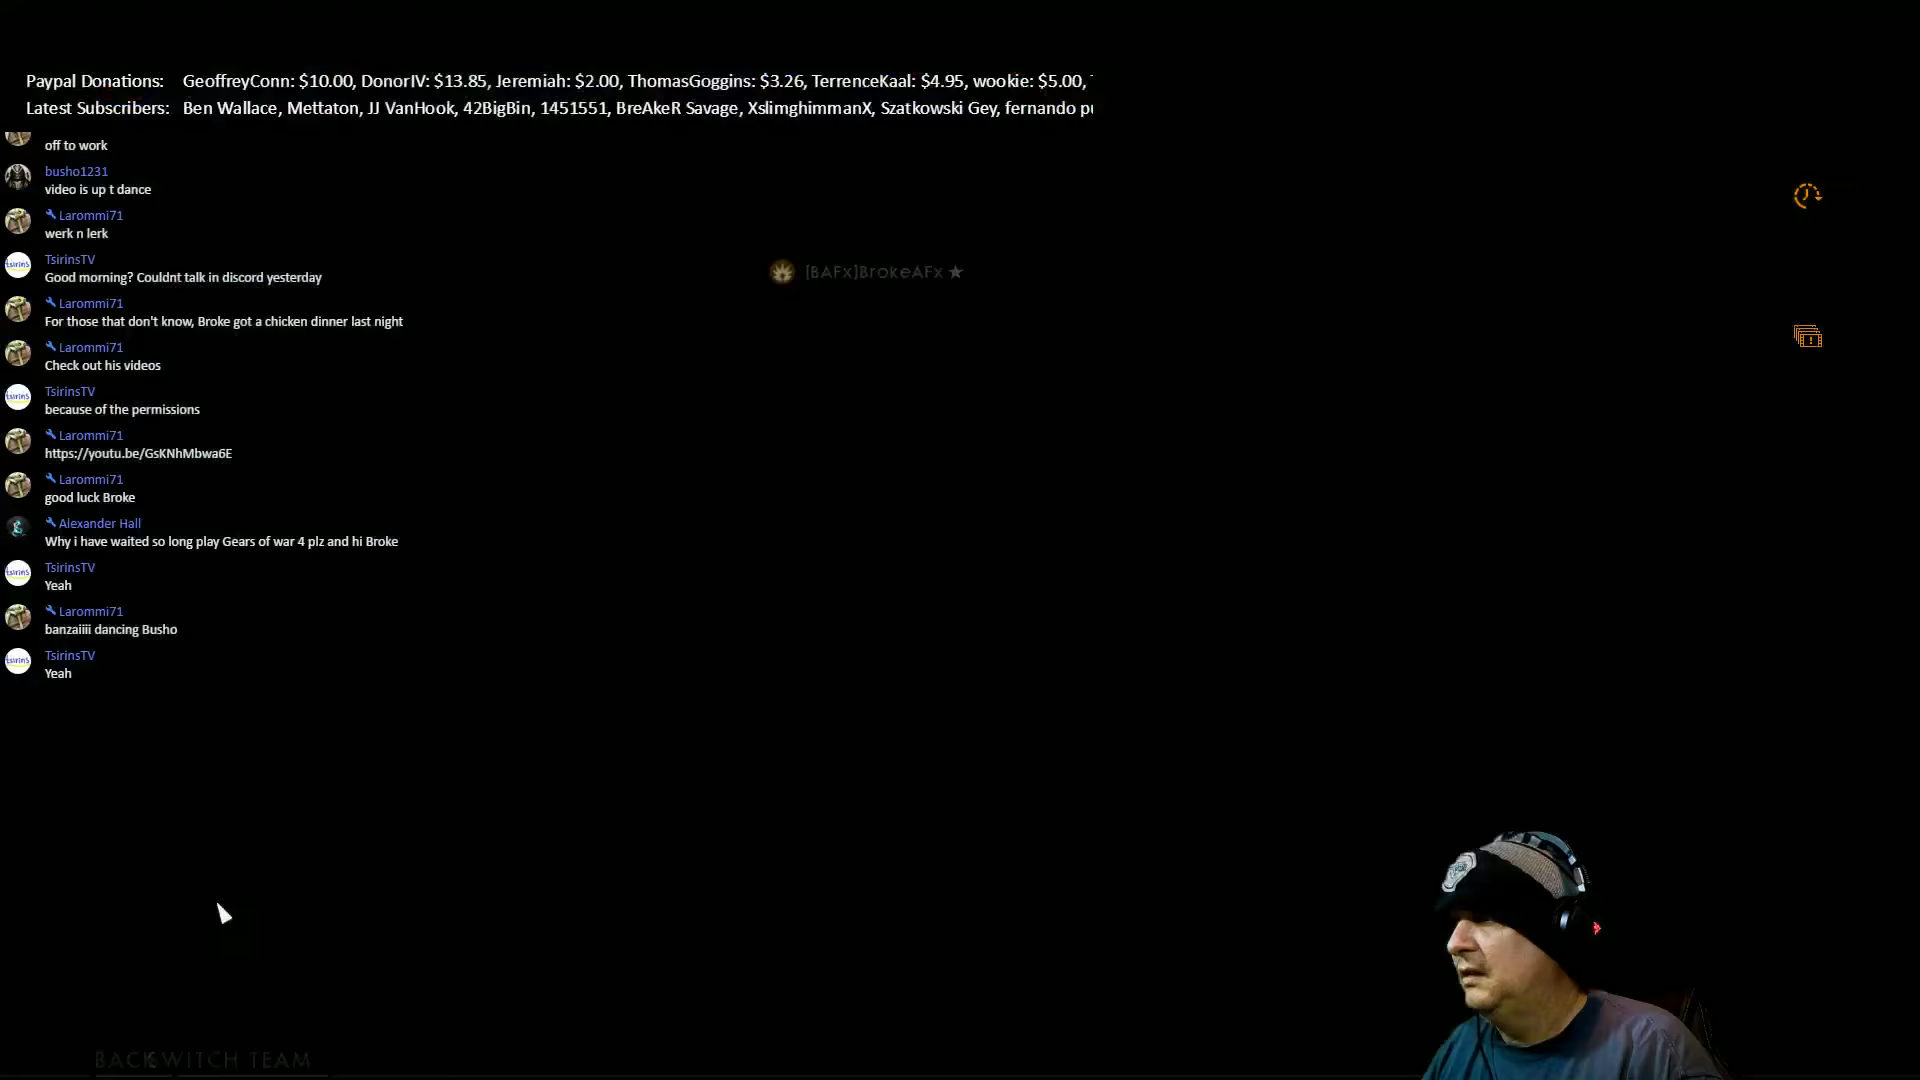 Paypal Donations: GeoffreyConn: $10.00, DonorIV: $13.85, Jeremiah: $2.00, ThomasGoggins: $3.26, TerrenceKaal: $4.95, wookie: $5.00,
Latest Subscribers: Ben Wallace, Mettaton, JJ VanHook, 42BigBin, 1451551, BreAkeR Savage, XslimghimmanX, Szatkowski Gey, fernando
off to work
busho1231
video is up t dance
Larommi71
werk n lerk
TsirinsTV
Good morning? Couldnt talk in discord yesterday
[BAFx]BrokeAFx ★
Larommi71
For those that don't know, Broke got a chicken dinner last night
Larommi71
Check out his videos
TsirinsTV
because of the permissions
Larommi71
https://youtu.be/GsKNhMbwa6E
Larommi71
good luck Broke
Alexander Hall
Why i have waited so long play Gears of war 4 plz and hi Broke
TsirinsTV
Yeah
Larommi71
banzaiiii dancing Busho
TsirinsTV
Yeah
BACK SWITCH TEAM